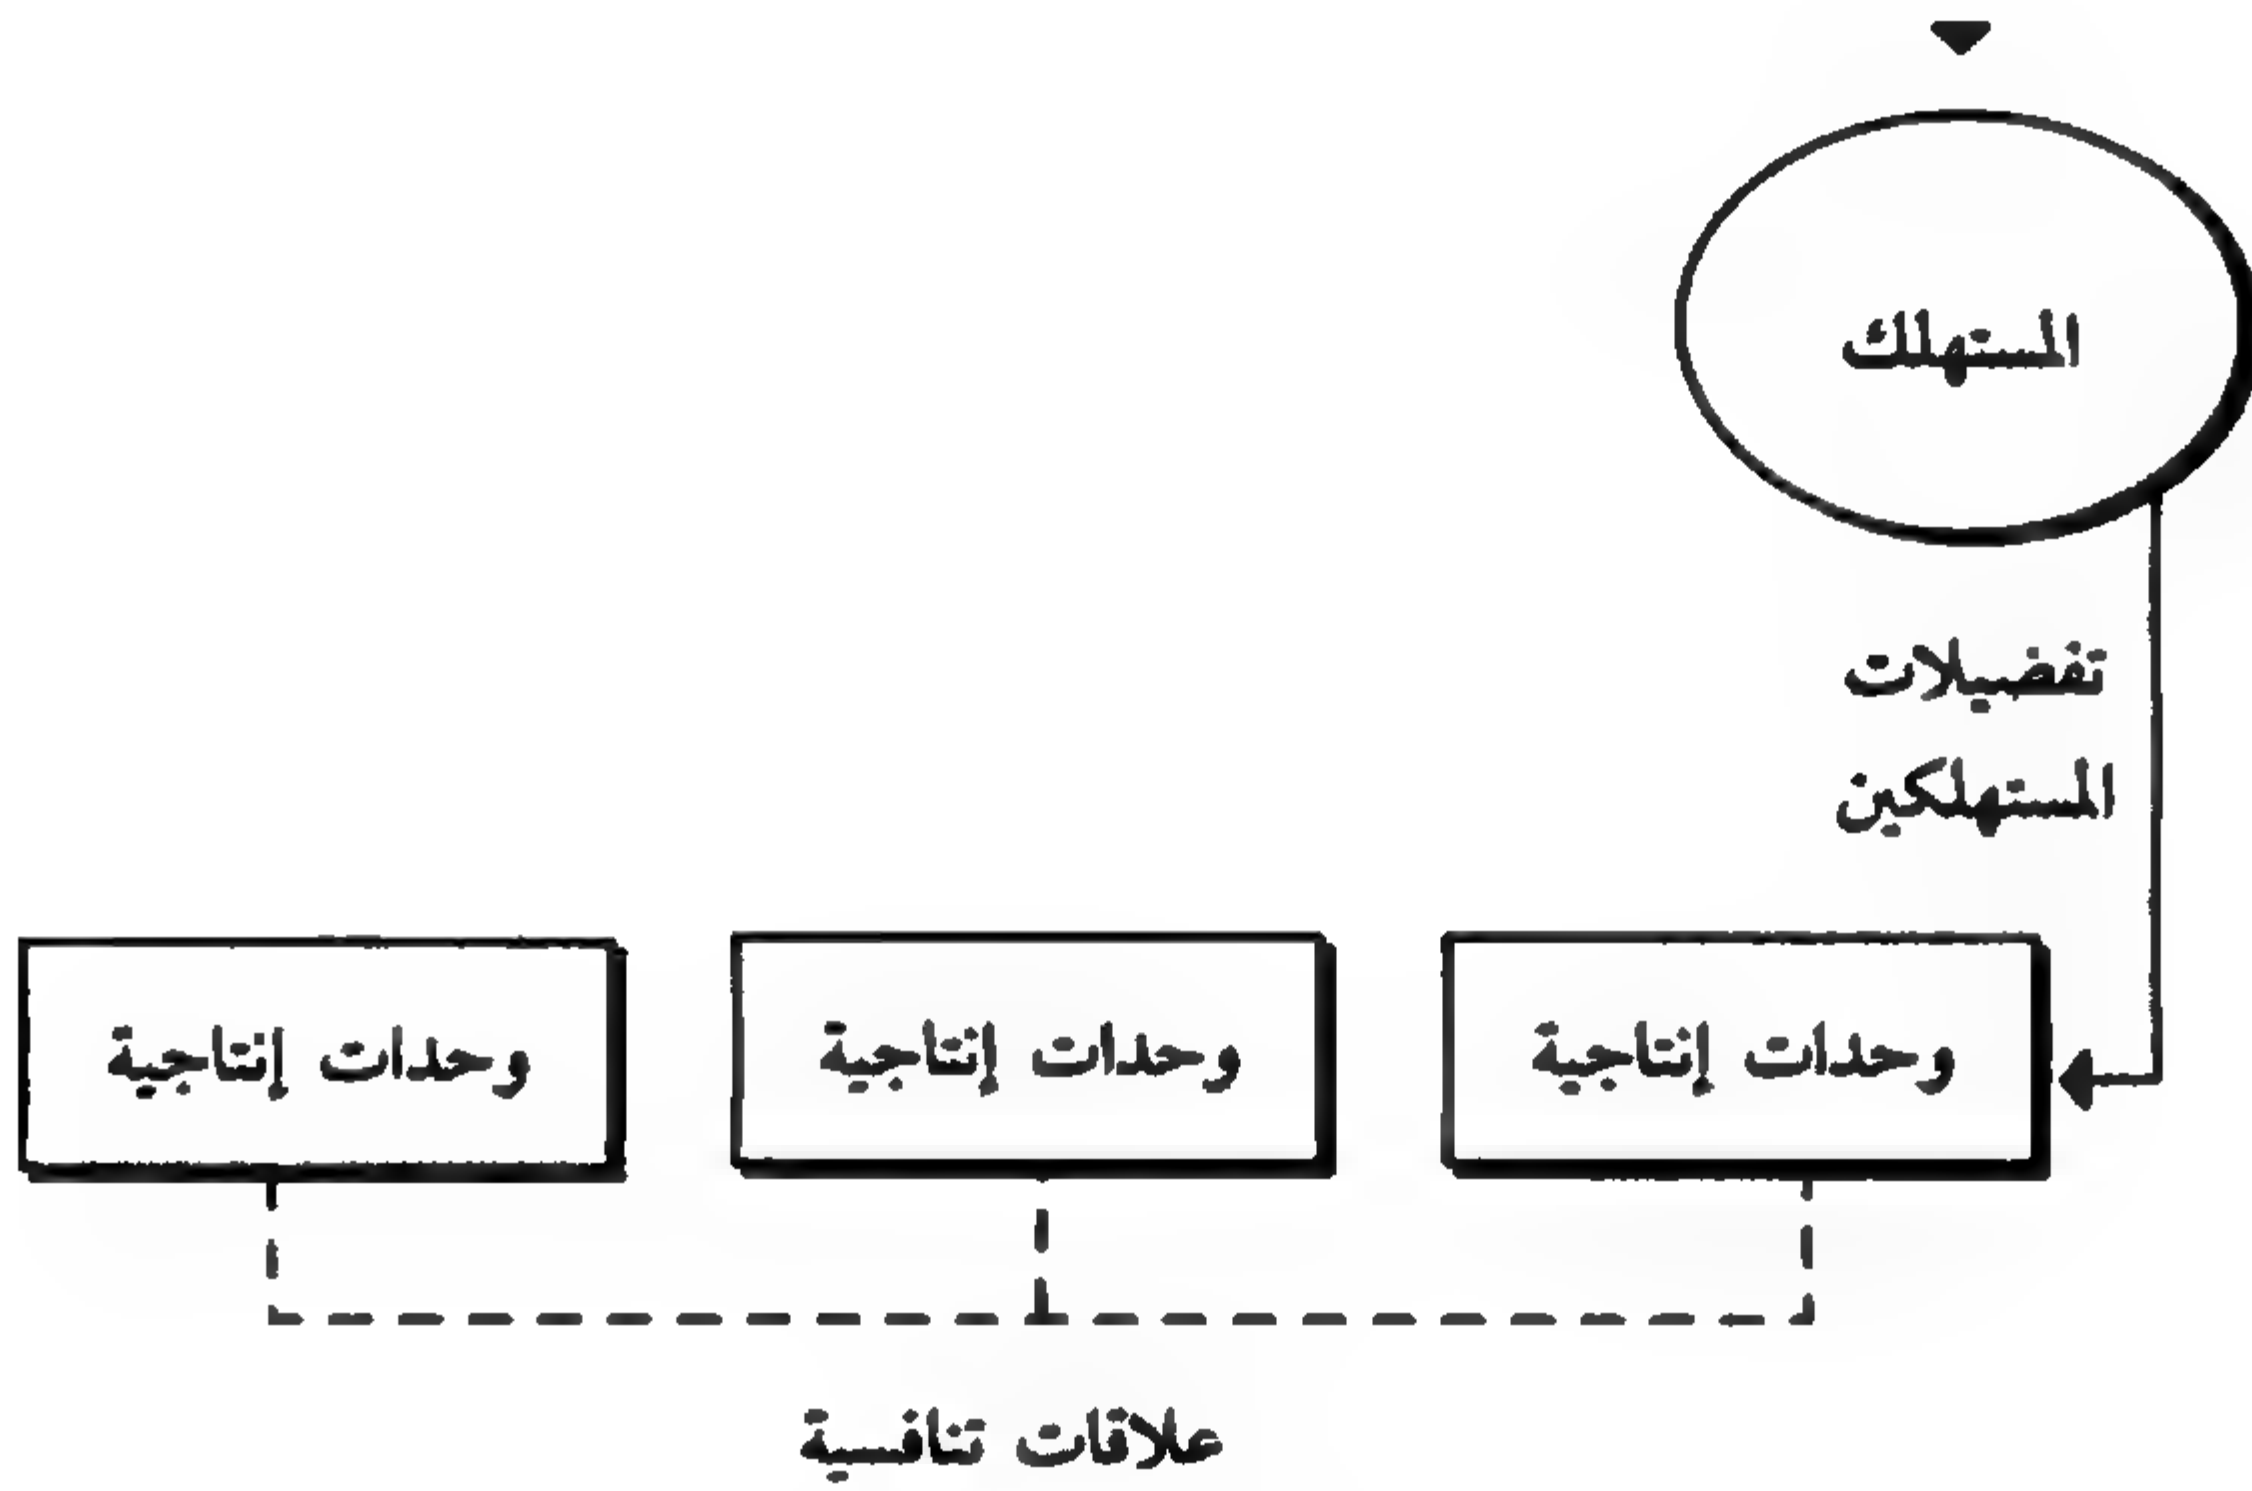 المستهلك
تفضيلات
المستهلكين
وحدات إنتاجية
وحدات إنتاجية
وحدات إنتاجية
علاقات تنافسية